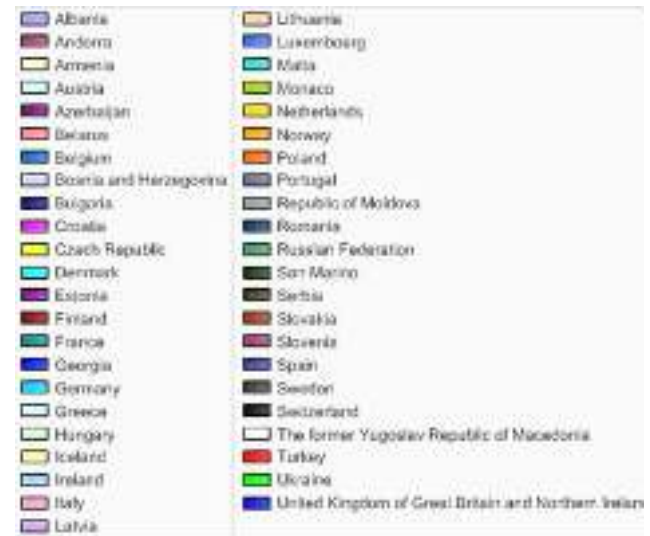 Albania
Andorra
Armenia
Austria
Azerbaijan
Belarus
Belgium
Bosnia and Herzegovina
Bulgaria
Croatia
Czech Republic
Denmark
Estonia
Finland
France
Georgia
Germany
Greece
Hungary
Iceland
Ireland
Italy
Latvia
Lithuania
Luxembourg
Malta
Monaco
Netherlands
Norway
Poland
Portugal
Republic of Moldova
Romania
Russian Federation
San Marino
Serbia
Slovakia
Slovenia
Spain
Sweden
Switzerland
The former Yugoslav Republic of Macedonia
Turkey
Ukraine
United Kingdom of Great Britain and Northern Irelan